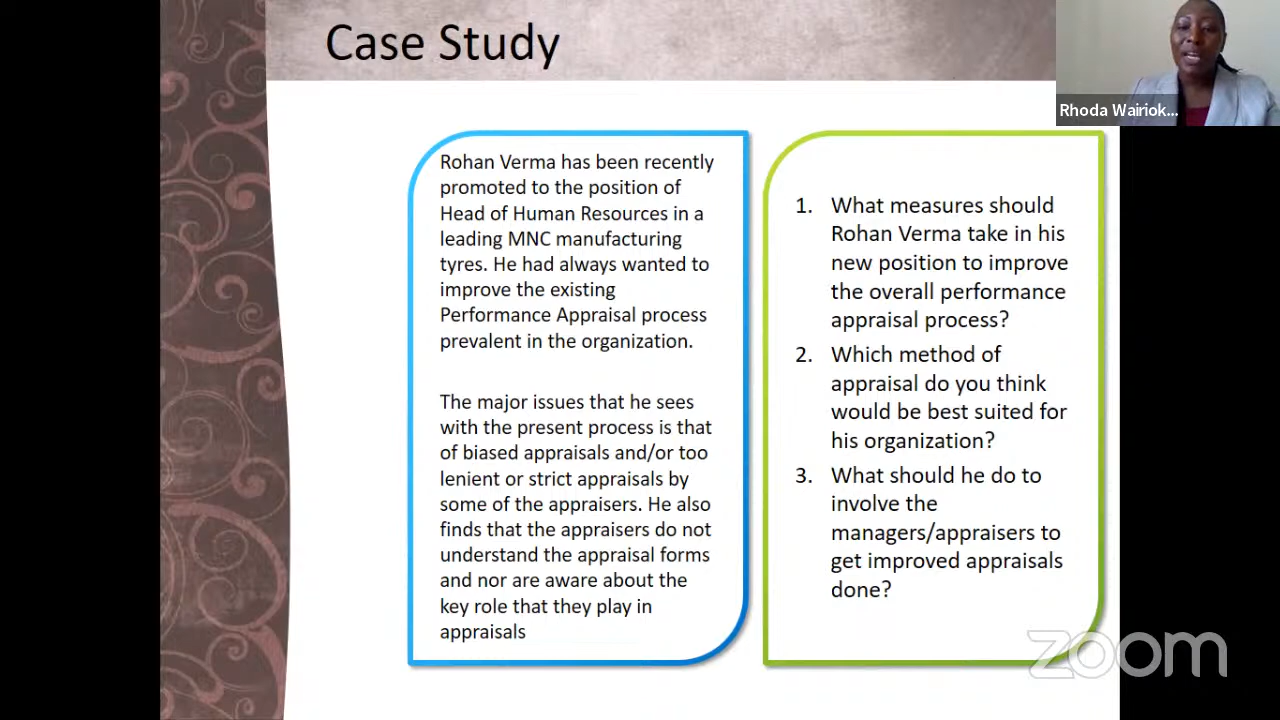 Case Study
Rhoda Wairiok...
Rohan Verma has been recently
promoted to the position of
Head of Human Resources in a
leading MNC manufacturing
tyres. He had always wanted to
improve the existing
Performance Appraisal process
prevalent in the organization.
The major issues that he sees
with the present process is that
of biased appraisals and/or too
lenient or strict appraisals by
some of the appraisers. He also
finds that the appraisers do not
understand the appraisal forms
and nor are aware about the
key role that they play in
appraisals
1. What measures should
Rohan Verma take in his
new position to improve
the overall performance
appraisal process?
2. Which method of
appraisal do you think
would be best suited for
his organization?
3. What should he do to
involve the
managers/appraisers to
get improved appraisals
done?
zoom